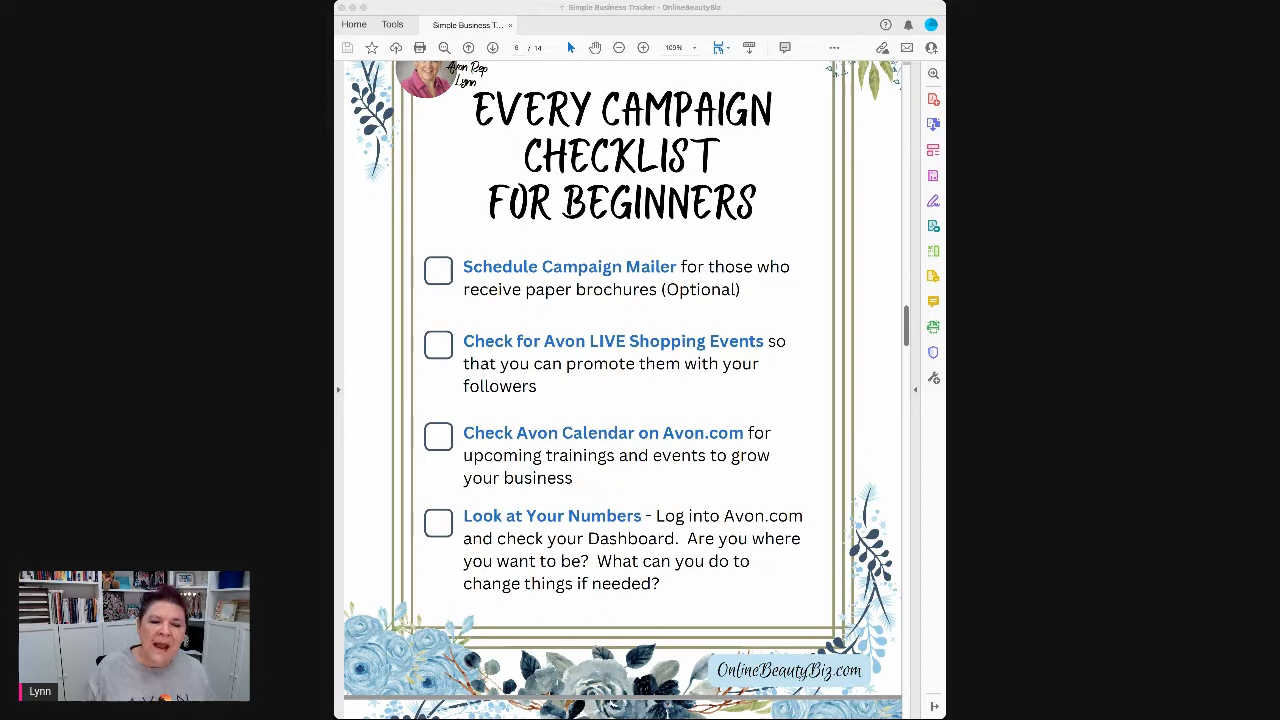 Simple Business Tracker - OnlineBeautyBiz
Home Tools Simple Business T... ×
6 / 14 109%
Avon Rep
Lynn
EVERY CAMPAIGN
CHECKLIST
FOR BEGINNERS
Schedule Campaign Mailer for those who
receive paper brochures (Optional)
Check for Avon LIVE Shopping Events so
that you can promote them with your
followers
Check Avon Calendar on Avon.com for
upcoming trainings and events to grow
your business
Look at Your Numbers - Log into Avon.com
and check your Dashboard. Are you where
you want to be? What can you do to
change things if needed?
OnlineBeautyBiz.com
Lynn